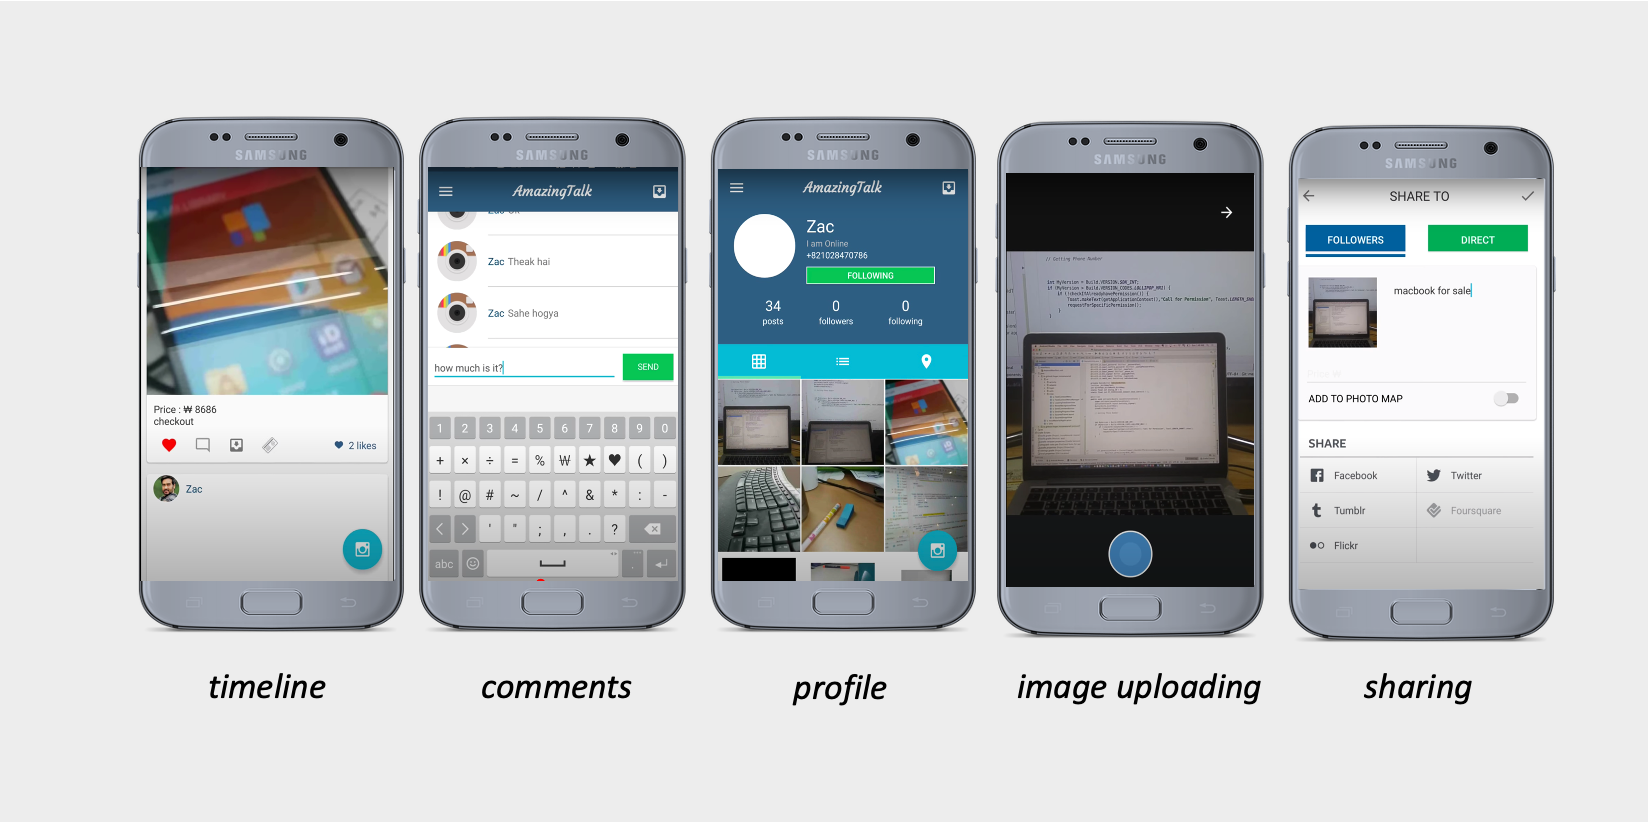 SAMSUNG
Price : ₩ 8686
checkout
2 likes
Zac
timeline
SAMSUNG
AmazingTalk
Zac Theak hai
Zac Sahe hogya
how much is it?
SEND
1 2 3 4 5 6 7 8 9 0
+ × ÷ = % ₩ ★ ♥ ( )
! @ # ~ / ^ & * : -
< > ' " ; , . ?
abc .
comments
SAMSUNG
AmazingTalk
Zac
I am Online
+821028470786
FOLLOWING
34 0 0
posts followers following
profile
SAMSUNG
// Getting Phone Number
image uploading
SAMSUNG
SHARE TO
FOLLOWERS DIRECT
macbook for sale
ADD TO PHOTO MAP
SHARE
Facebook Twitter
Tumblr Foursquare
Flickr
sharing